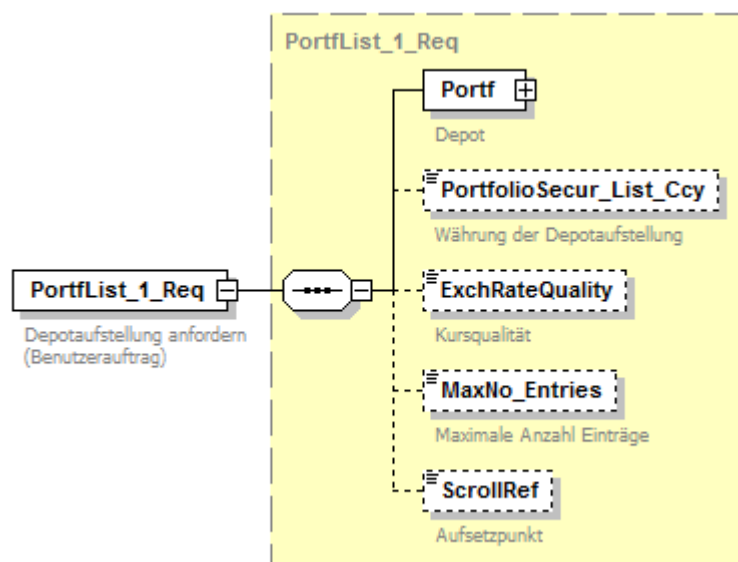 PortfList_1_Req
Portf
Depot
PortfolioSecur_List_Ccy
Währung der Depotaufstellung
PortfList_1_Req
Depotaufstellung anfordern
(Benutzerauftrag)
ExchRateQuality
Kursqualität
MaxNo_Entries
Maximale Anzahl Einträge
ScrollRef
Aufsetzpunkt